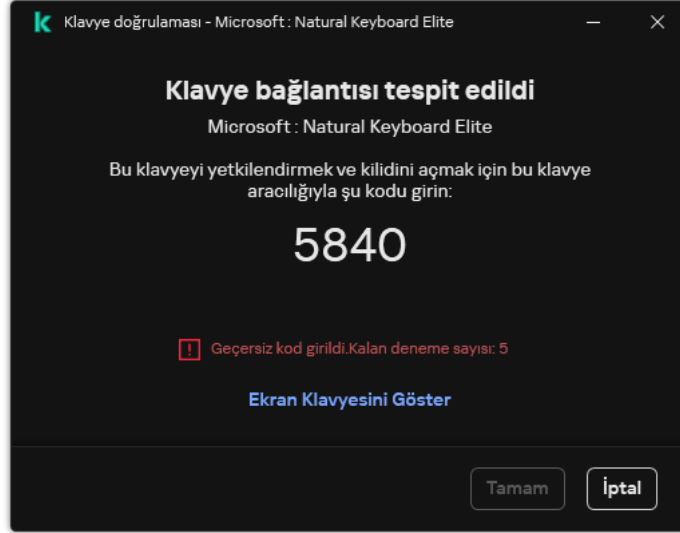 Klavye doğrulaması - Microsoft : Natural Keyboard Elite
Klavye bağlantısı tespit edildi
Microsoft : Natural Keyboard Elite
Bu klavyeyi yetkilendirmek ve kilidini açmak için bu klavye
aracılığıyla şu kodu girin:
5840
Geçersiz kod girildi.Kalan deneme sayısı: 5
Ekran Klavyesini Göster
Tamam
İptal